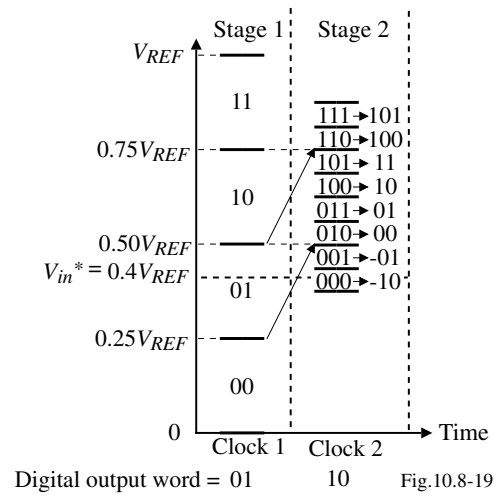 Stage 1 Stage 2
VREF
11
111 → 101
110 → 100
0.75VREF
101 → 11
10
100 → 10
011 → 01
010 → 00
0.50VREF
001 → -01
Vin* = 0.4VREF
01
000 → -10
0.25VREF
00
0
Time
Clock 1 Clock 2
Digital output word = 01 10 Fig.10.8-19